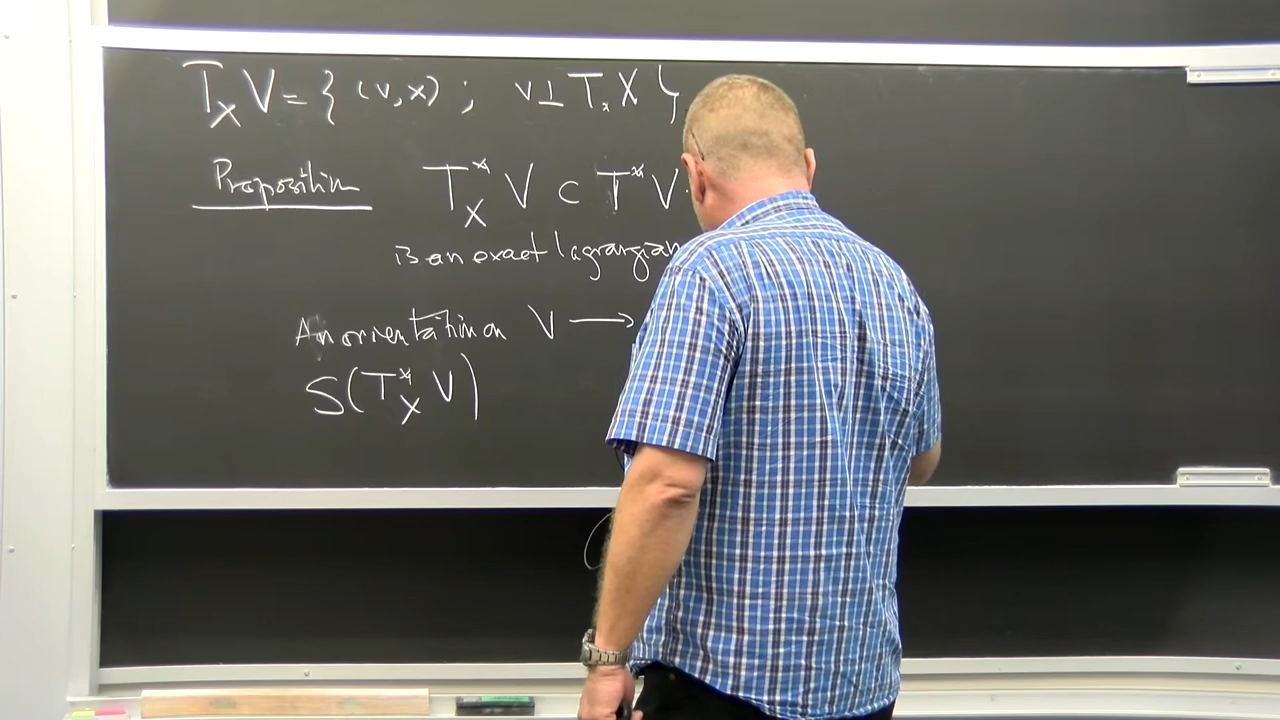 T_X V = { (v,x) ; v ⊥ T_x X }
Proposition T*_X V ⊂ T* V
is an exact lagrangian
An orientation on V →
S(T*_X V)